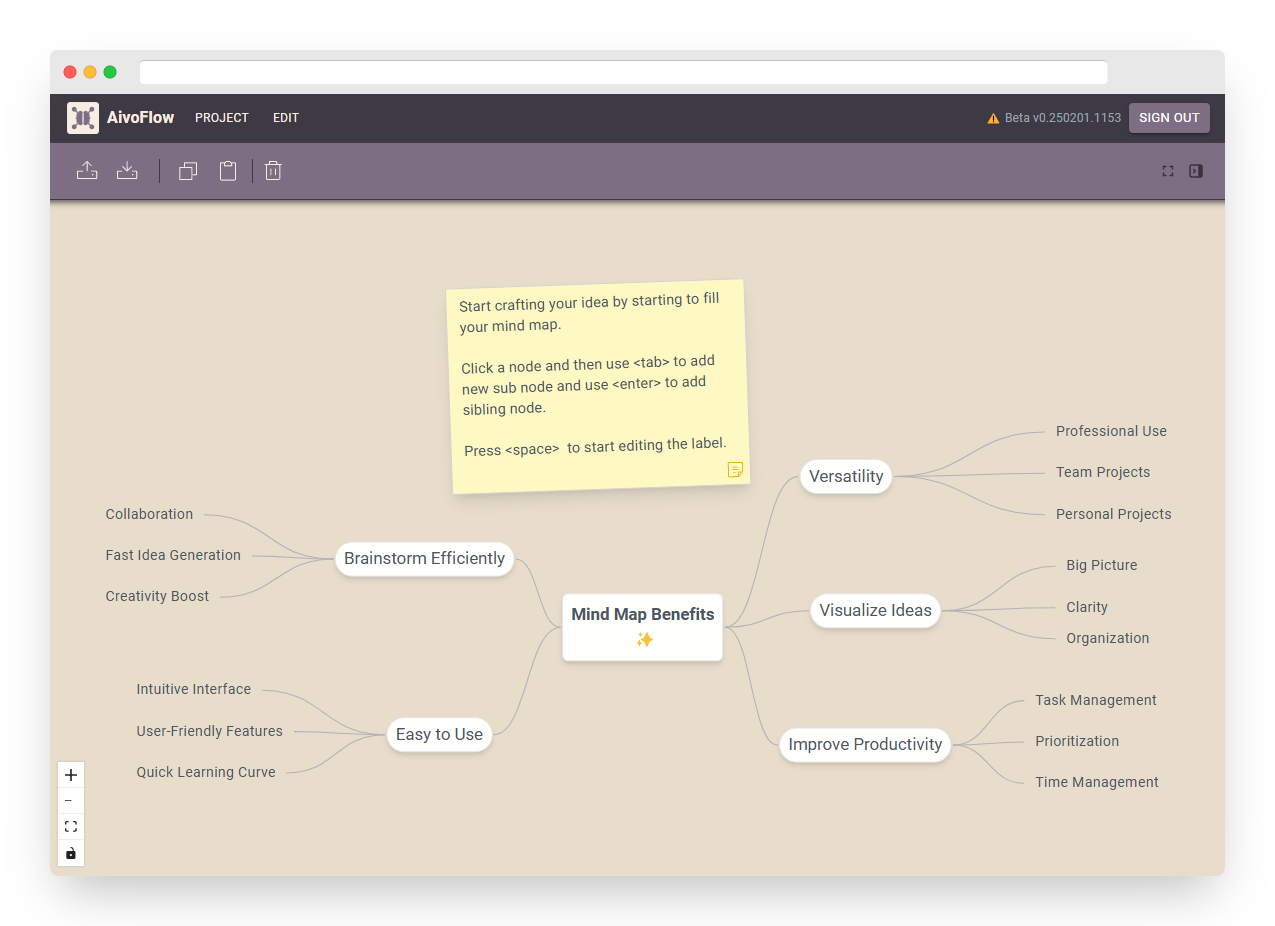 AivoFlow PROJECT EDIT Beta v0.250201.1153 SIGN OUT
Start crafting your idea by starting to fill
your mind map.
Click a node and then use <tab> to add
new sub node and use <enter> to add
sibling node.
Press <space>  to start editing the label.
Collaboration
Fast Idea Generation
Creativity Boost
Brainstorm Efficiently
Intuitive Interface
User-Friendly Features
Quick Learning Curve
Easy to Use
Mind Map Benefits
Versatility
Professional Use
Team Projects
Personal Projects
Visualize Ideas
Big Picture
Clarity
Organization
Improve Productivity
Task Management
Prioritization
Time Management